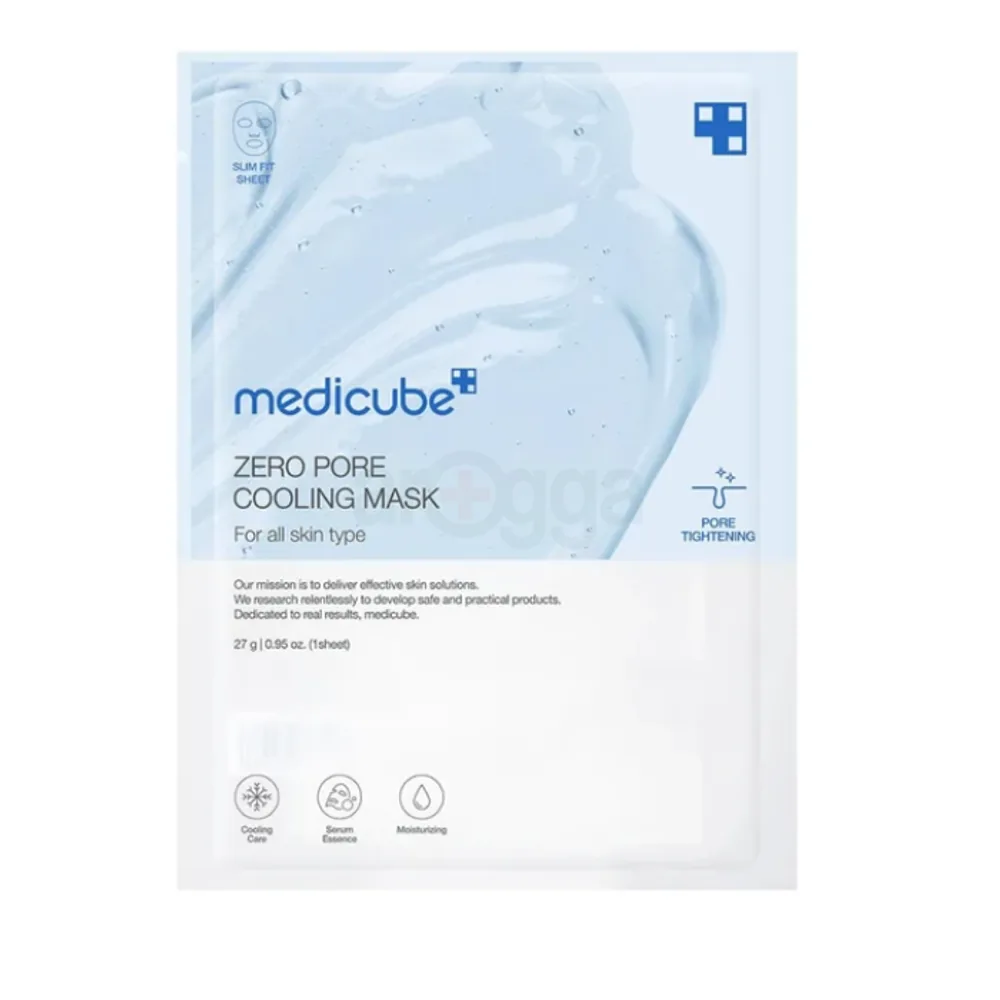 SLIM FIT
SHEET
medicube
ZERO PORE
COOLING MASK
For all skin type
PORE
TIGHTENING
Our mission is to deliver effective skin solutions.
We research relentlessly to develop safe and practical products.
Dedicated to real results, medicube.
27 g | 0.95 oz. (1sheet)
Cooling
Care
Serum
Essence
Moisturizing